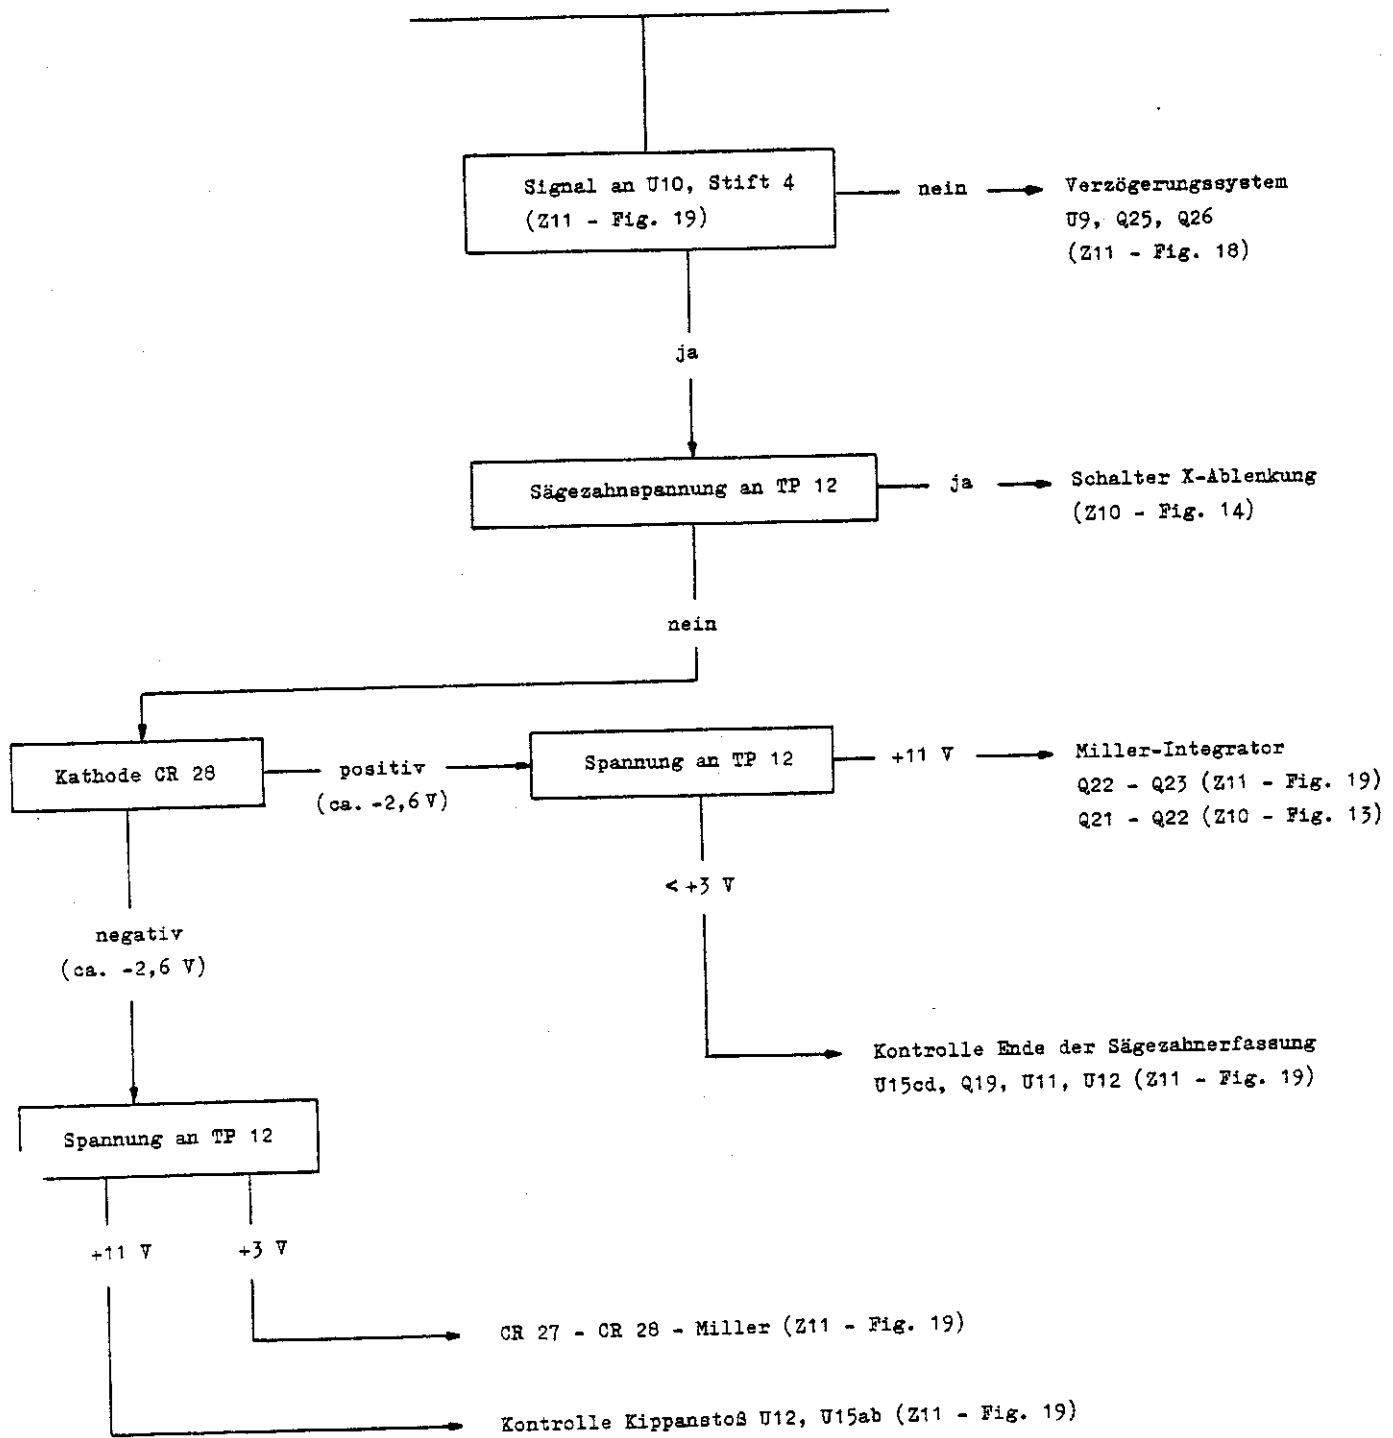 Signal an U10, Stift 4
(Z11 - Fig. 19)
nein
Verzögerungssystem
U9, Q25, Q26
(Z11 - Fig. 18)
ja
Sägezahnspannung an TP 12
ja
Schalter X-Ablenkung
(Z10 - Fig. 14)
nein
Kathode CR 28
positiv
(ca. -2,6 V)
Spannung an TP 12
+11 V
Miller-Integrator
Q22 - Q23 (Z11 - Fig. 19)
Q21 - Q22 (Z10 - Fig. 13)
< +3 V
negativ
(ca. -2,6 V)
Kontrolle Ende der Sägezahnerfassung
U15cd, Q19, U11, U12 (Z11 - Fig. 19)
Spannung an TP 12
+11 V
+3 V
CR 27 - CR 28 - Miller (Z11 - Fig. 19)
Kontrolle Kippanstoß U12, U15ab (Z11 - Fig. 19)